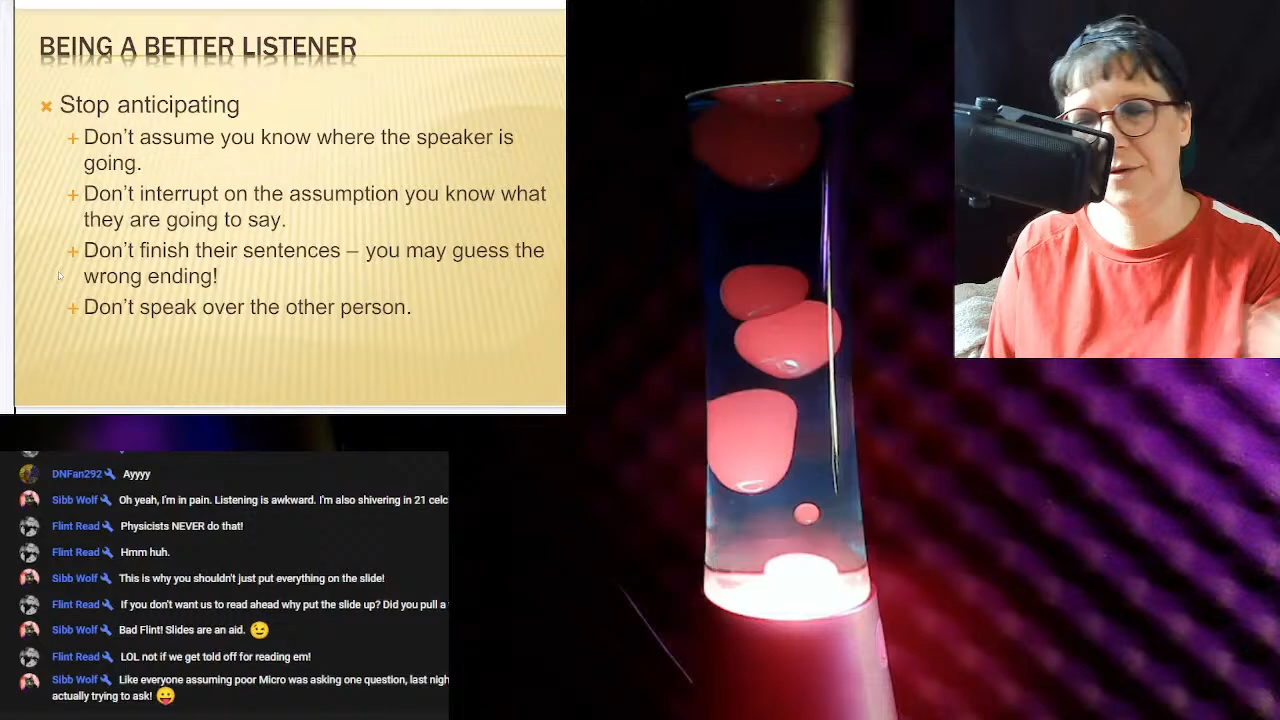 BEING A BETTER LISTENER
Stop anticipating
Don't assume you know where the speaker is
going.
Don't interrupt on the assumption you know what
they are going to say.
Don't finish their sentences – you may guess the
wrong ending!
Don't speak over the other person.
DNFan292 Ayyyy
Sibb Wolf Oh yeah, I'm in pain. Listening is awkward. I'm also shivering in 21 celc
Flint Read Physicists NEVER do that!
Flint Read Hmm huh.
Sibb Wolf This is why you shouldn't just put everything on the slide!
Flint Read If you don't want us to read ahead why put the slide up? Did you pull a
Sibb Wolf Bad Flint! Slides are an aid. 😉
Flint Read LOL not if we get told off for reading em!
Sibb Wolf Like everyone assuming poor Micro was asking one question, last nigh
actually trying to ask! 😛